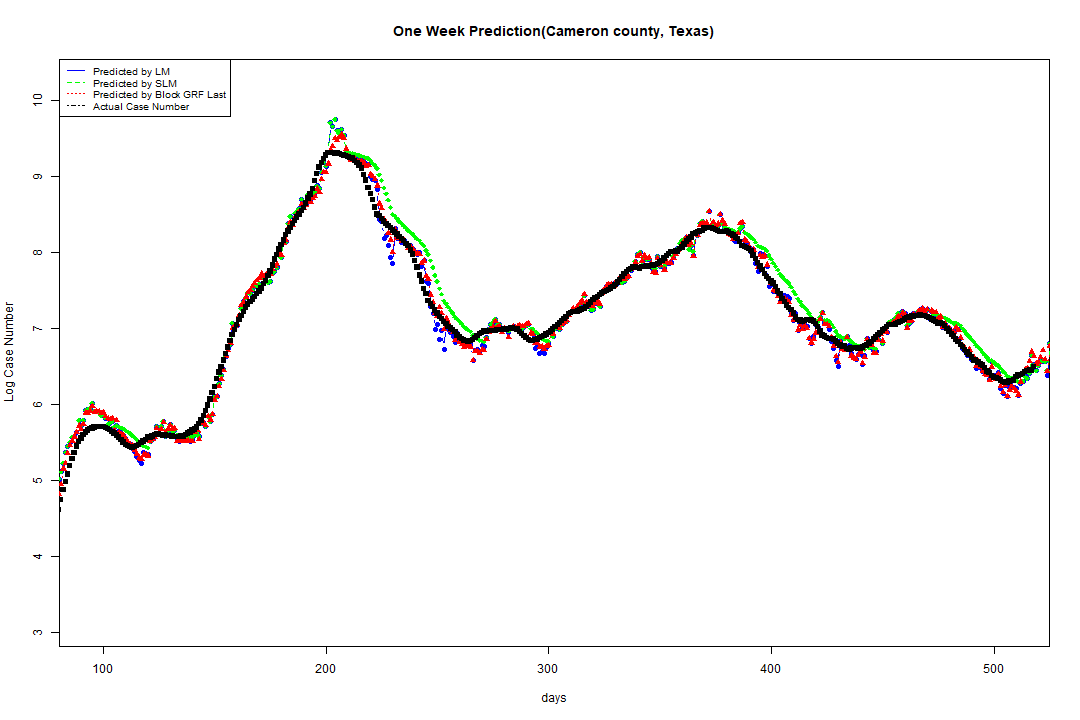 One Week Prediction(Cameron county, Texas)
Predicted by LM
Predicted by SLM
Predicted by Block GRF Last
Actual Case Number
10
9
8
7
6
5
4
3
Log Case Number
100 200 300 400 500
days